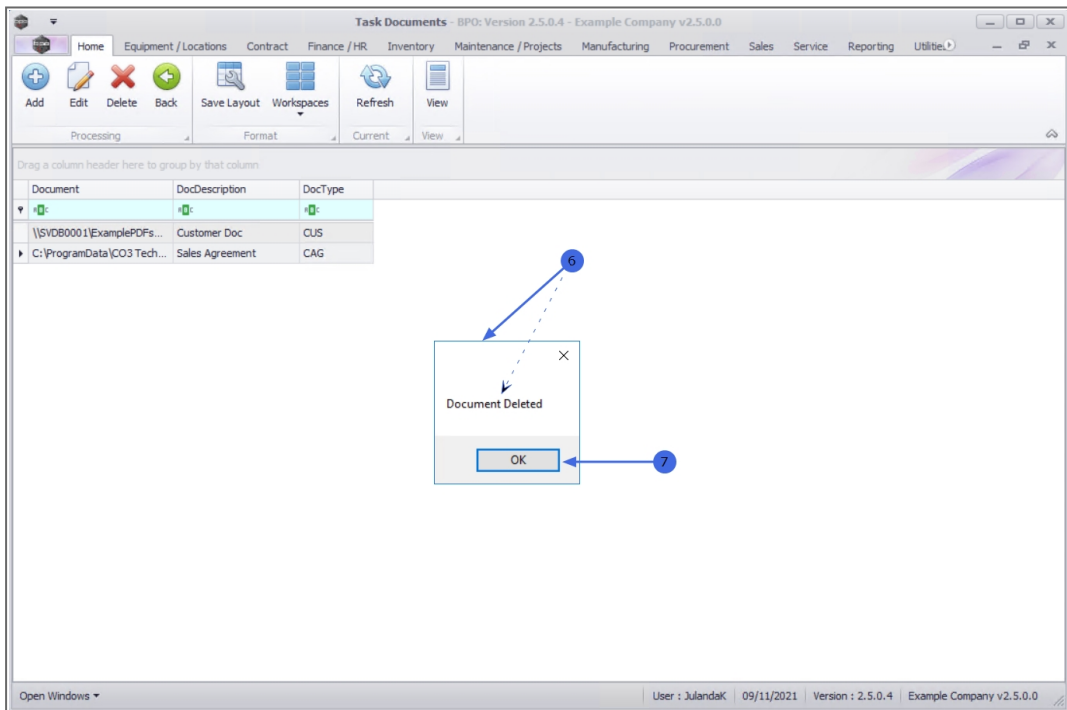 Task Documents - BPO: Version 2.5.0.4 - Example Company v2.5.0.0
Home Equipment / Locations Contract Finance / HR Inventory Maintenance / Projects Manufacturing Procurement Sales Service Reporting Utilitie
Add Edit Delete Back Save Layout Workspaces Refresh View
Processing Format Current View
Drag a column header here to group by that column
Document DocDescription DocType
\\SVDB0001\ExamplePDFs... Customer Doc CUS
C:\ProgramData\CO3 Tech... Sales Agreement CAG
6
Document Deleted
OK
7
Open Windows User : JulandaK 09/11/2021 Version : 2.5.0.4 Example Company v2.5.0.0